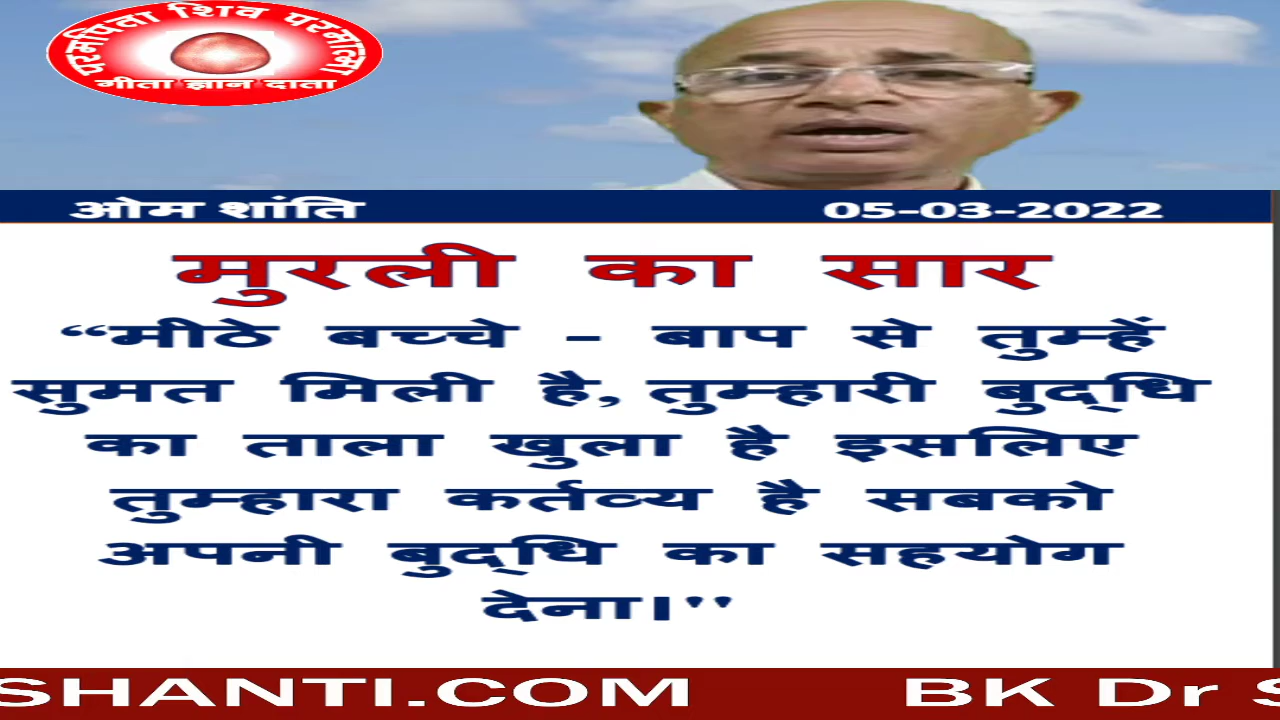 परमपिता शिव परमात्मा
गीता ज्ञान दाता
ओम शांति 05-03-2022
मुरली का सार
“मीठे बच्चे - बाप से तुम्हें
सुमत मिली है, तुम्हारी बुद्धि
का ताला खुला है इसलिए
तुम्हारा कर्तव्य है सबको
अपनी बुद्धि का सहयोग
देना।''
SHANTI.COM BK Dr S